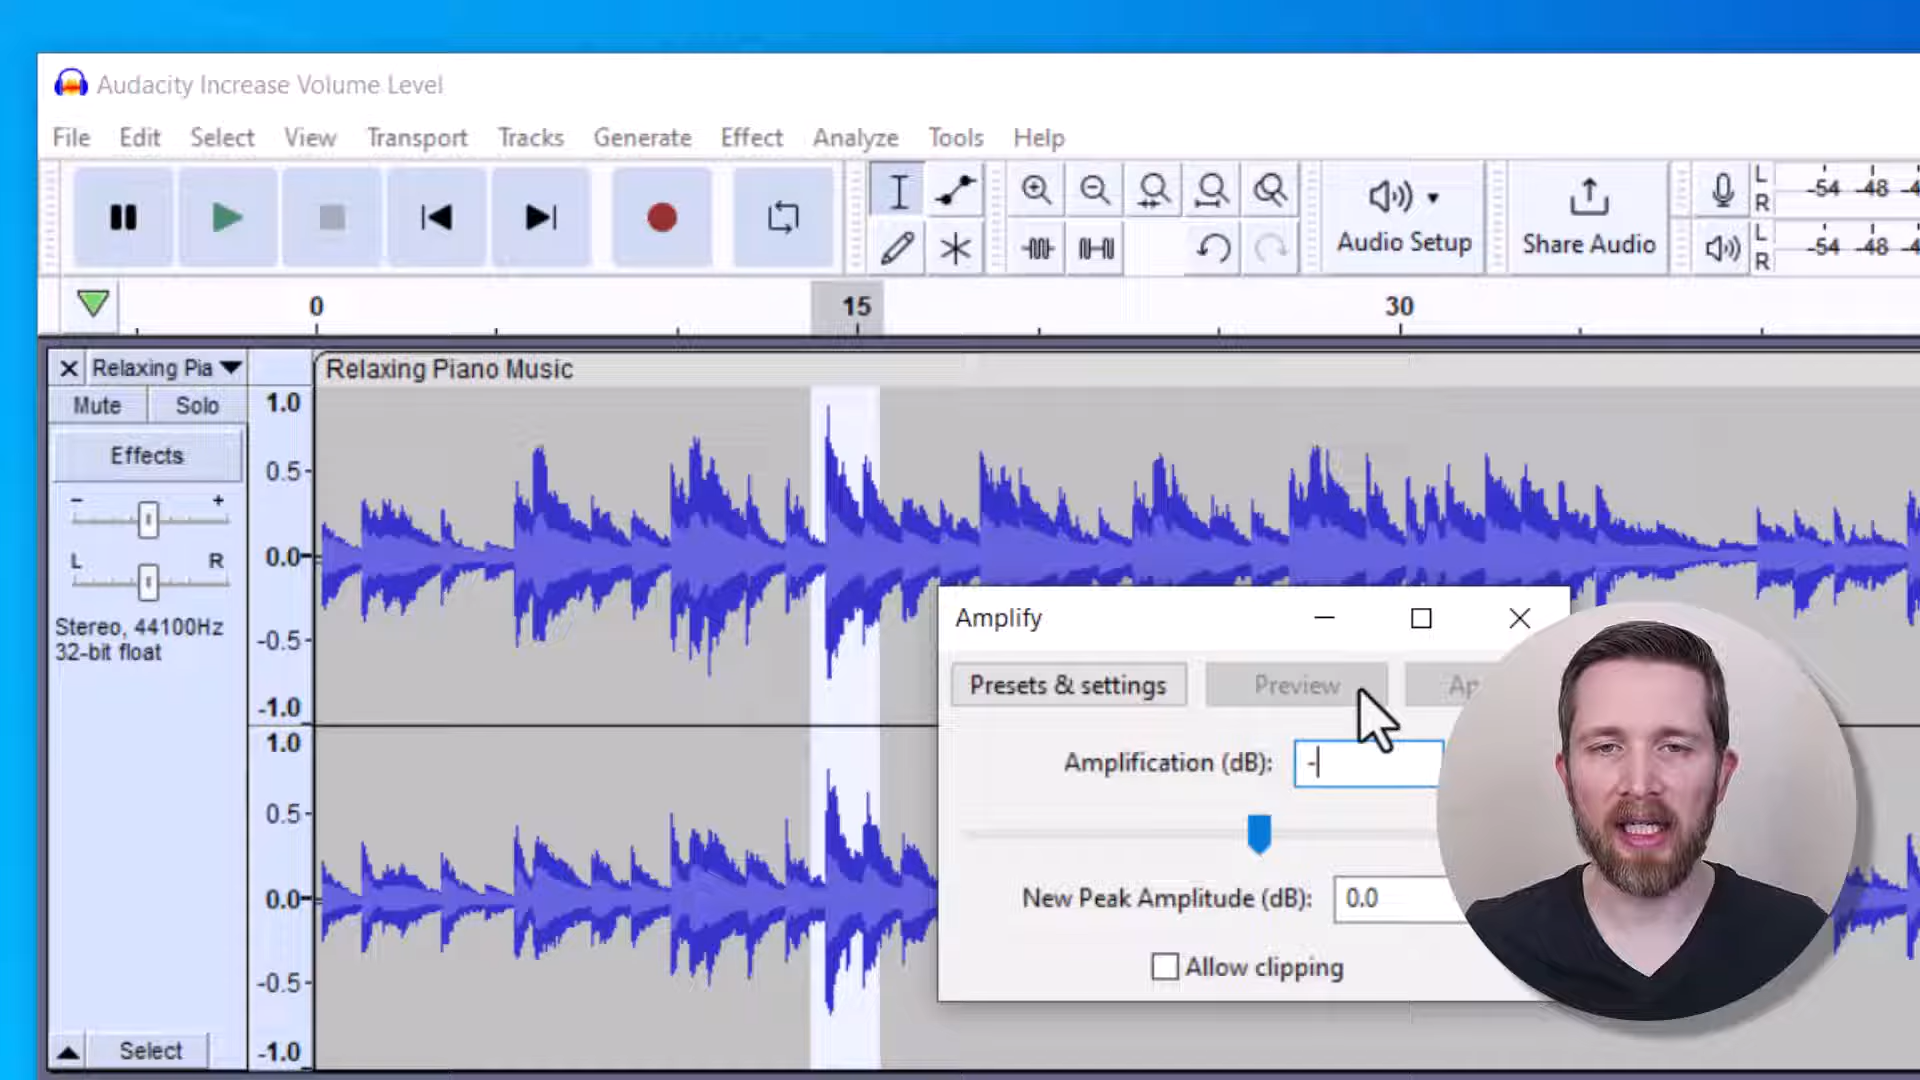 Audacity Increase Volume Level
File Edit Select View Transport Tracks Generate Effect Analyze Tools Help
L
R
-54 -48
Audio Setup
Share Audio
L
R
-54 -48
0 15 30
Relaxing Pia
Relaxing Piano Music
Mute Solo
Effects
- +
L R
Stereo, 44100Hz
32-bit float
1.0
0.5
0.0
-0.5
-1.0
1.0
0.5
0.0
-0.5
-1.0
Select
Amplify
Presets & settings
Preview
Amplification (dB):
-
New Peak Amplitude (dB):
0.0
Allow clipping